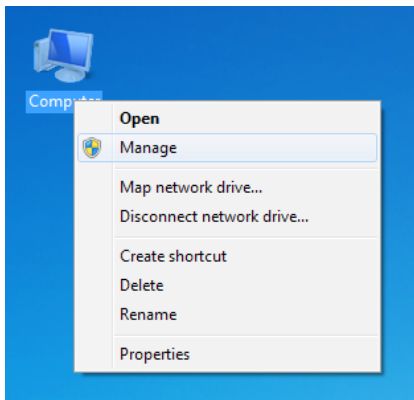 Computer
Open
Manage
Map network drive...
Disconnect network drive...
Create shortcut
Delete
Rename
Properties